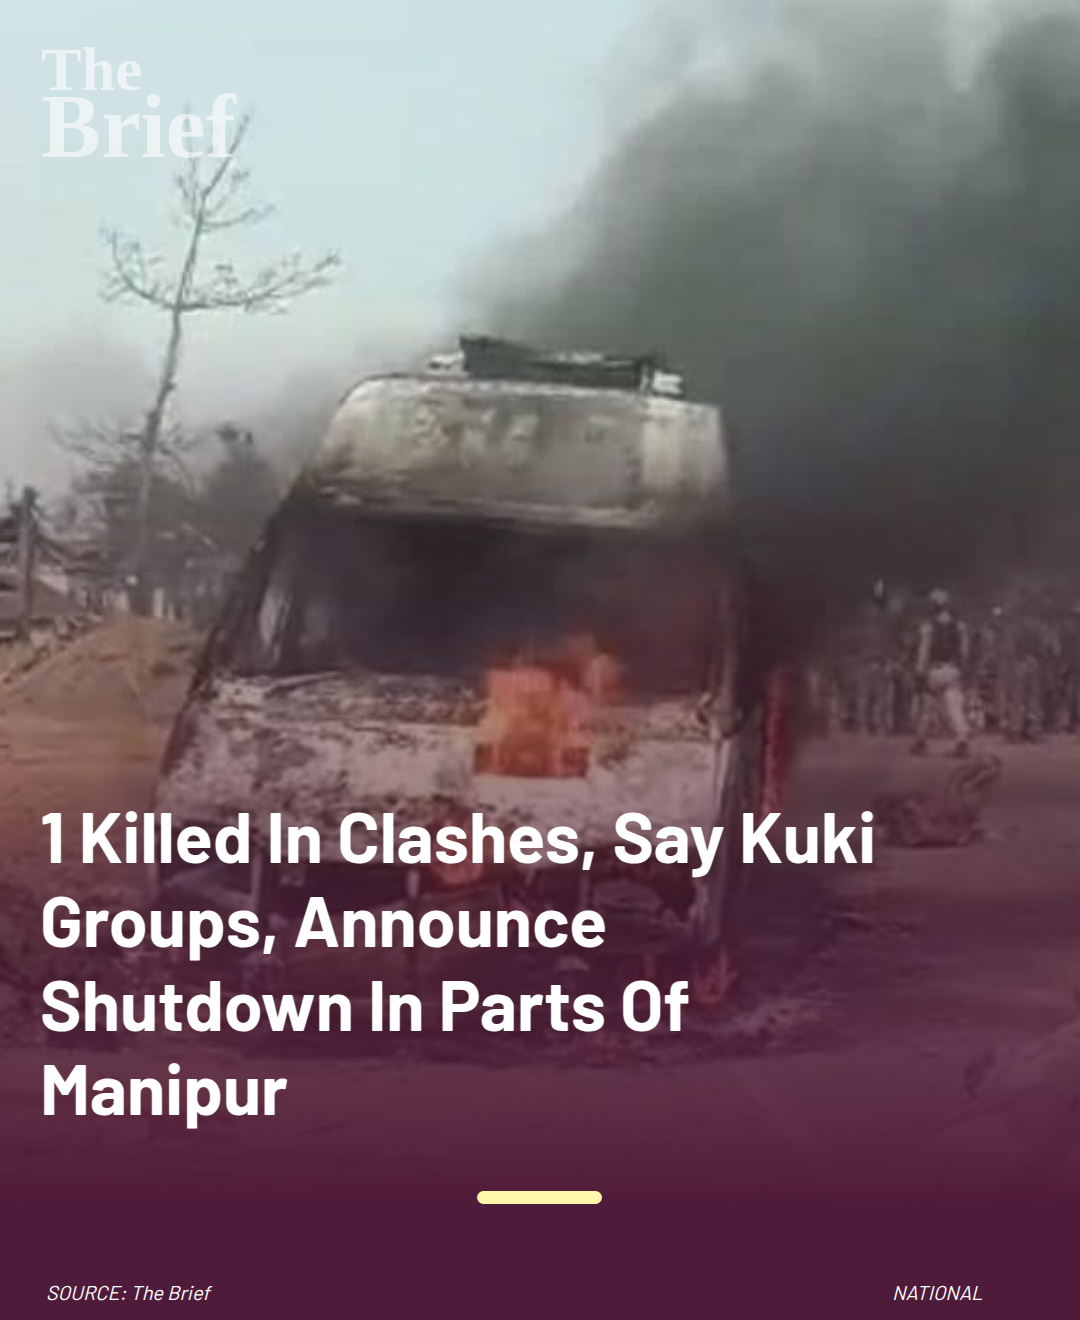 The
Brief
1 Killed In Clashes, Say Kuki
Groups, Announce
Shutdown In Parts Of
Manipur
SOURCE: The Brief
NATIONAL